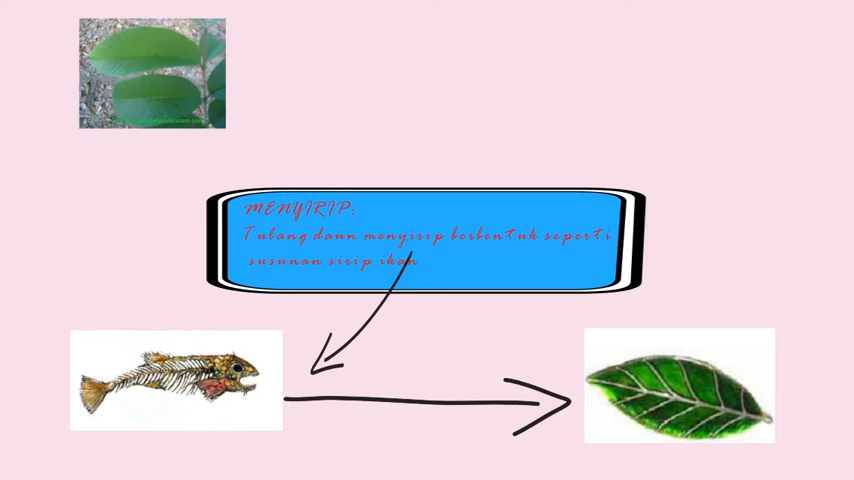 MENYIRIP:
Tulang daun menyirip berbentuk seperti
susunan sirip ikan